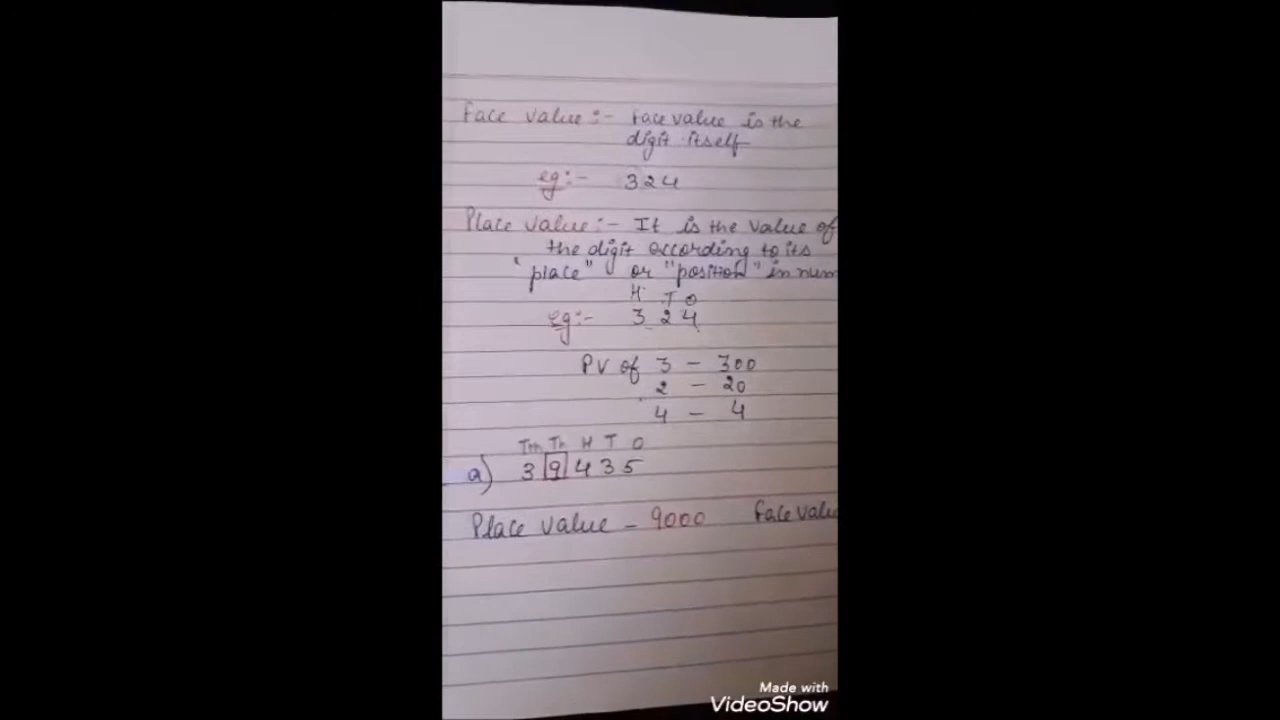 Face value :- Face value is the
digit itself
eg:- 324
Place value :- It is the value of
the digit according to its
"place" or "position" in num
H T O
eg:- 3 2 4
PV of 3 - 300
2 - 20
4 - 4
TTh Th H T O
a) 3 9 4 3 5
Place value - 9000 Face valu
Made with
VideoShow